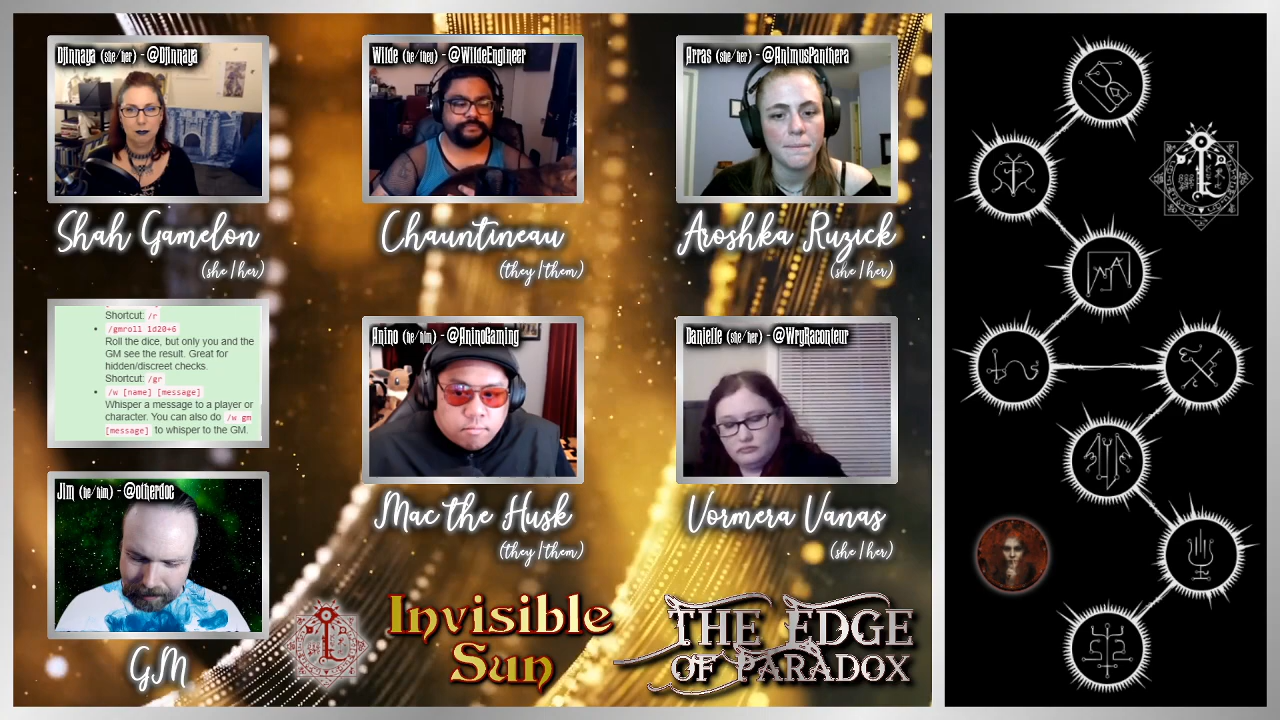 Djinnaya (she/her) - @Djinnaya
Wilde (he/they) - @WildeEngineer
Arras (she/her) - @AnimusPanthera
Shah Gamelon
(she/her)
Chauntineau
(they/them)
Aroshka Ruzick
(she/her)
Shortcut: /r
• /gmroll 1d20+6
Roll the dice, but only you and the
GM see the result. Great for
hidden/discreet checks.
Shortcut: /gr
• /w [name] [message]
Whisper a message to a player or
character. You can also do /w gm
[message] to whisper to the GM.
Anino (he/him) - @AninoGaming
Danielle (she/her) - @WryRaconteur
Mac the Husk
(they/them)
Vormera Vanas
(she/her)
Jim (he/him) - @otherdoc
GM
Invisible
Sun
THE EDGE
OF PARADOX